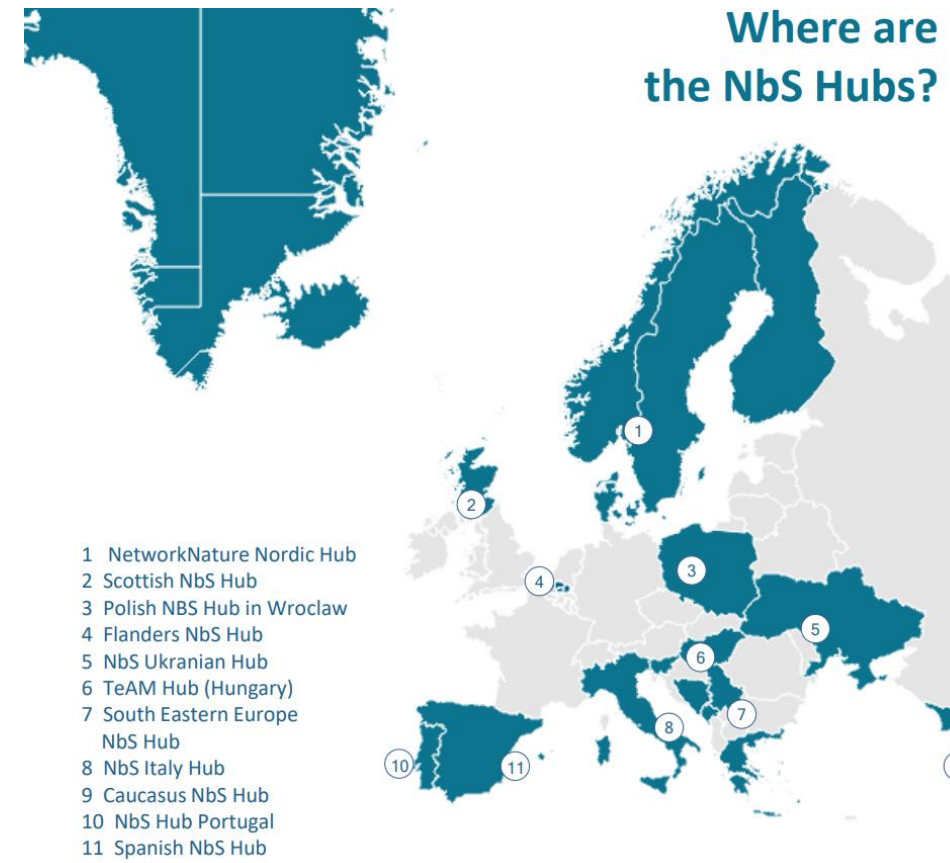 Where are
the NbS Hubs?
1
2
3
4
5
6
7
8
10
11
1 NetworkNature Nordic Hub
2 Scottish NbS Hub
3 Polish NBS Hub in Wroclaw
4 Flanders NbS Hub
5 NbS Ukranian Hub
6 TeAM Hub (Hungary)
7 South Eastern Europe
NbS Hub
8 NbS Italy Hub
9 Caucasus NbS Hub
10 NbS Hub Portugal
11 Spanish NbS Hub